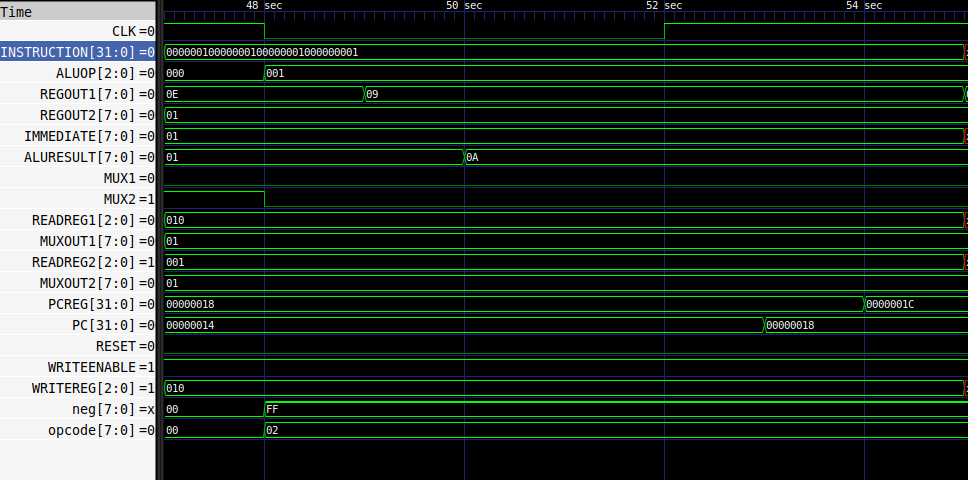 Time 48 sec 50 sec 52 sec 54 sec
CLK=0
INSTRUCTION[31:0]=0 00000010000000100000001000000001
ALUOP[2:0]=0 000 001
REGOUT1[7:0]=0 0E 09
REGOUT2[7:0]=0 01
IMMEDIATE[7:0]=0 01
ALURESULT[7:0]=0 01 0A
MUX1=0
MUX2=1
READREG1[2:0]=0 010
MUXOUT1[7:0]=0 01
READREG2[2:0]=1 001
MUXOUT2[7:0]=0 01
PCREG[31:0]=0 00000018 0000001C
PC[31:0]=0 00000014 00000018
RESET=0
WRITEENABLE=1
WRITEREG[2:0]=1 010
neg[7:0]=x 00 FF
opcode[7:0]=0 00 02